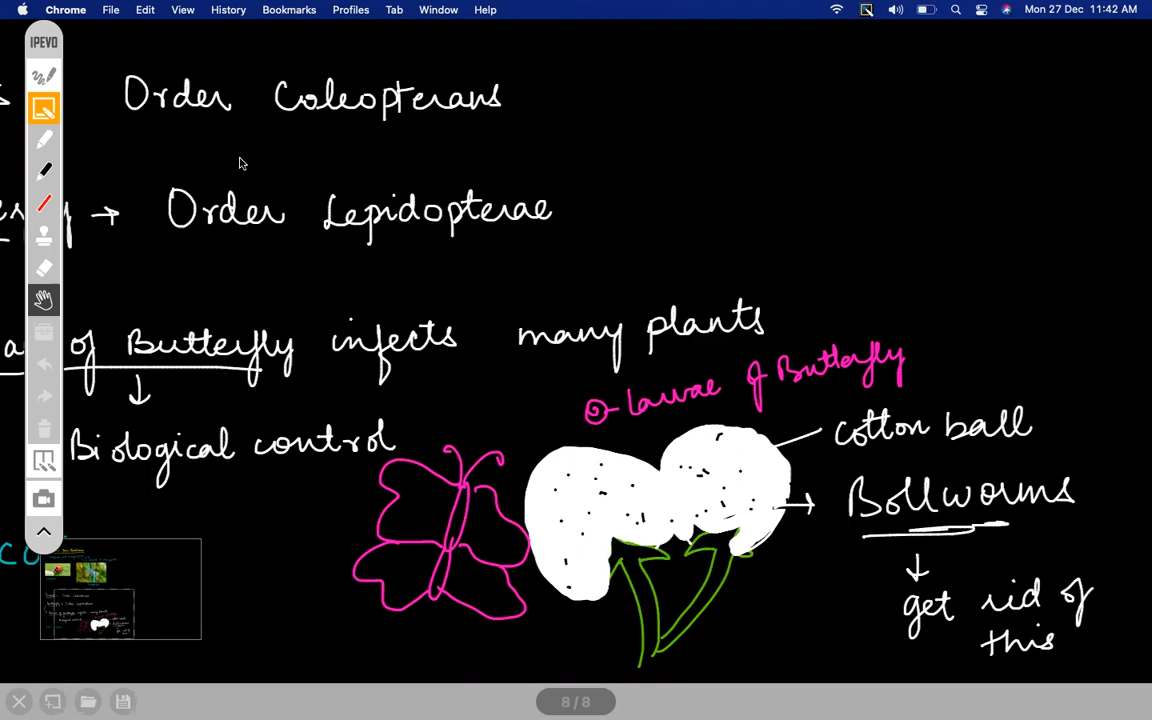 Chrome File Edit View History Bookmarks Profiles Tab Window Help Mon 27 Dec 11:42 AM
IPEVO
s Order Coleopterans
→ Order Lepidopterae
of Butterfly infects many plants
larvae of Butterfly
cotton ball
Biological control
Bollworms
get rid of
this
8 / 8